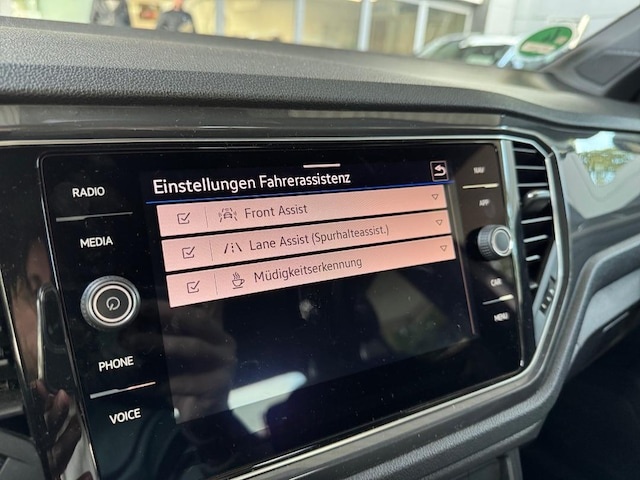 Einstellungen Fahrerassistenz
Front Assist
Lane Assist (Spurhalteassist.)
Müdigkeitserkennung
RADIO
MEDIA
PHONE
VOICE
NAV
APP
CAR
MENU